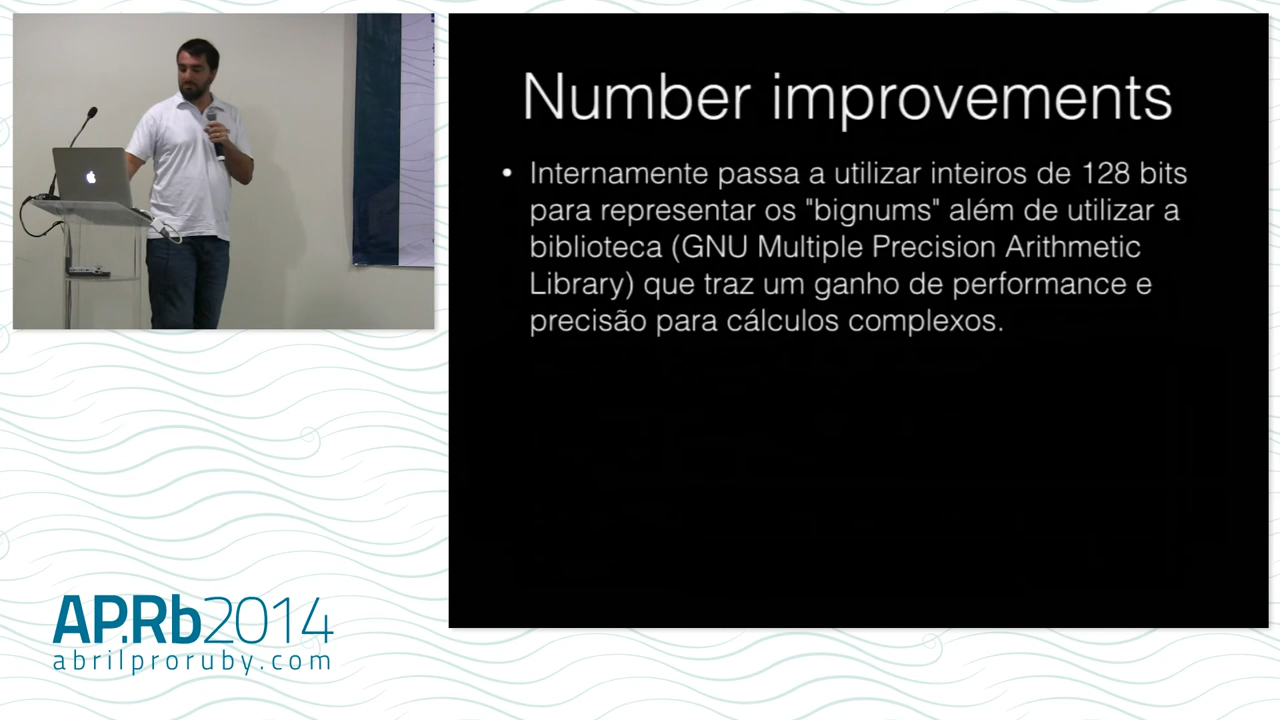 Number improvements
• Internamente passa a utilizar inteiros de 128 bits
para representar os "bignums" além de utilizar a
biblioteca (GNU Multiple Precision Arithmetic
Library) que traz um ganho de performance e
precisão para cálculos complexos.
AP.Rb2014
abrilproruby.com